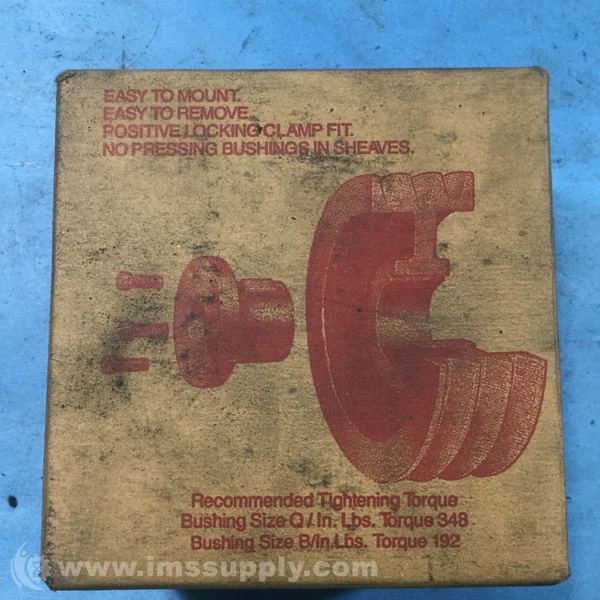 EASY TO MOUNT.
EASY TO REMOVE.
POSITIVE LOCKING CLAMP FIT.
NO PRESSING BUSHINGS IN SHEAVES.
Recommended Tightening Torque
Bushing Size Q / In. Lbs. Torque 348
Bushing Size B/In.Lbs. Torque 192
www.imssupply.com